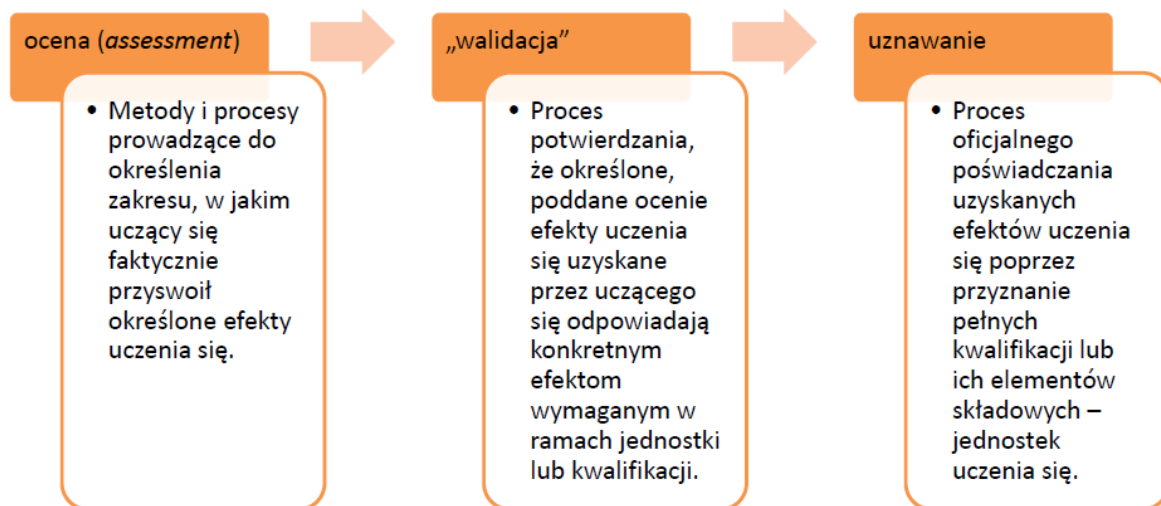 ocena (assessment)
• Metody i procesy
prowadzące do
określenia
zakresu, w jakim
uczący się
faktycznie
przyswoił
określone efekty
uczenia się.
„walidacja”
• Proces
potwierdzania,
że określone,
poddane ocenie
efekty uczenia
się uzyskane
przez uczącego
się odpowiadają
konkretnym
efektom
wymaganym w
ramach jednostki
lub kwalifikacji.
uznawanie
• Proces
oficjalnego
poświadczania
uzyskanych
efektów uczenia
się poprzez
przyznanie
pełnych
kwalifikacji lub
ich elementów
składowych –
jednostek
uczenia się.